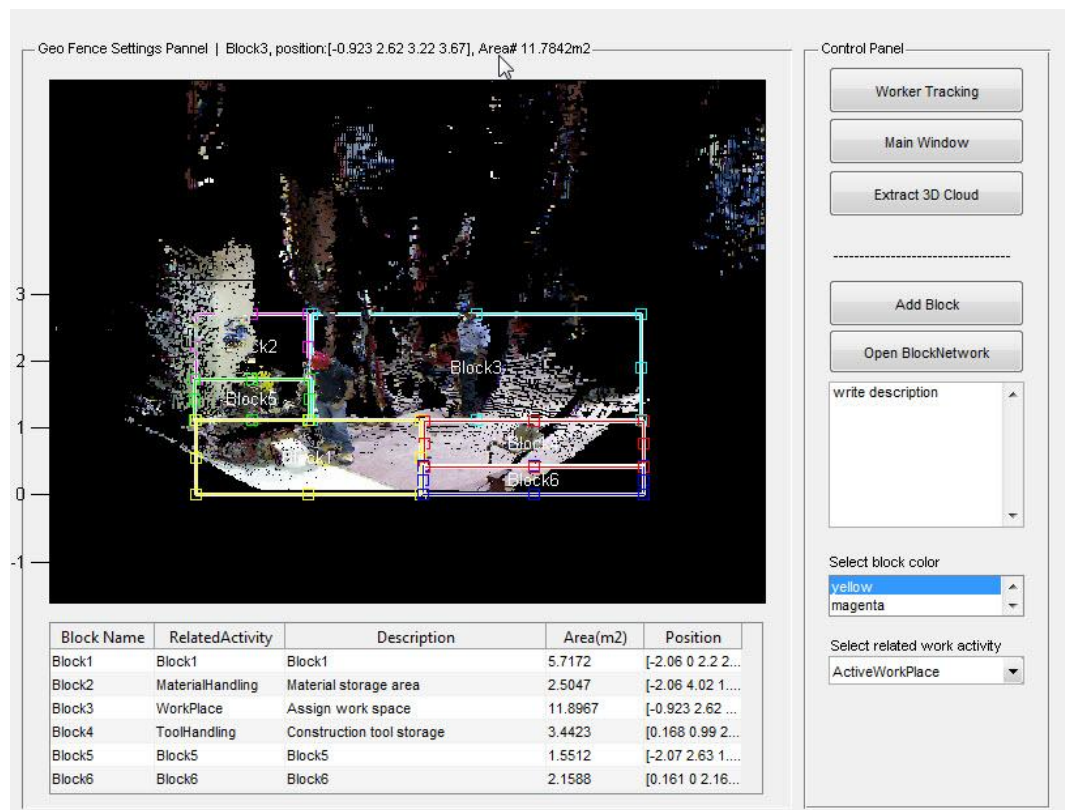 Geo Fence Settings Pannel | Block3, position:[-0.923 2.62 3.22 3.67], Area# 11.7842m2
Control Panel
Worker Tracking
Main Window
Extract 3D Cloud
--------------------------------
Add Block
Open BlockNetwork
write description
Select block color
yellow
magenta
Select related work activity
ActiveWorkPlace
3
2
1
0
-1
ck2
Block3
Block5
Block1
Block6
Block Name RelatedActivity Description Area(m2) Position
Block1 Block1 Block1 5.7172 [-2.06 0 2.2 2...
Block2 MaterialHandling Material storage area 2.5047 [-2.06 4.02 1....
Block3 WorkPlace Assign work space 11.8967 [-0.923 2.62 ...
Block4 ToolHandling Construction tool storage 3.4423 [0.168 0.99 2...
Block5 Block5 Block5 1.5512 [-2.07 2.63 1....
Block6 Block6 Block6 2.1588 [0.161 0 2.16...